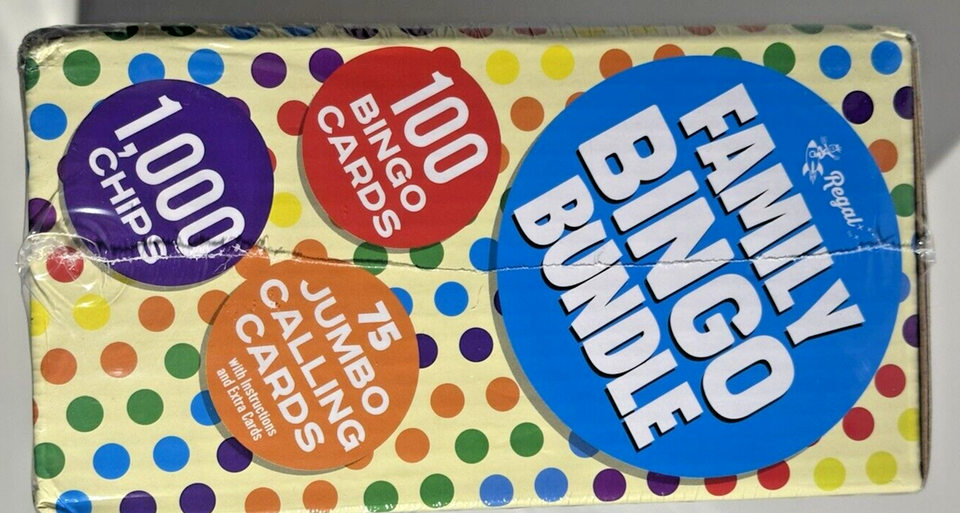 Regal
FAMILY
BINGO
BUNDLE
100
BINGO
CARDS
1,000
CHIPS
75
JUMBO
CALLING
CARDS
with Instructions
and Extra Cards